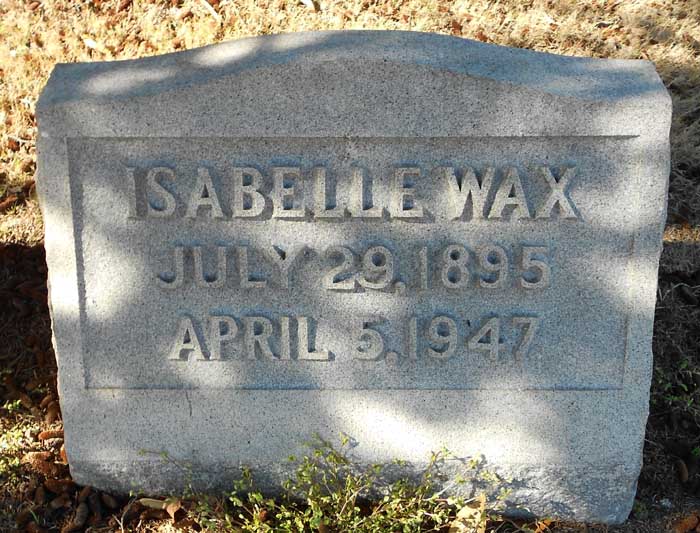 ISABELLE WAX
JULY 29, 1895
APRIL 5, 1947